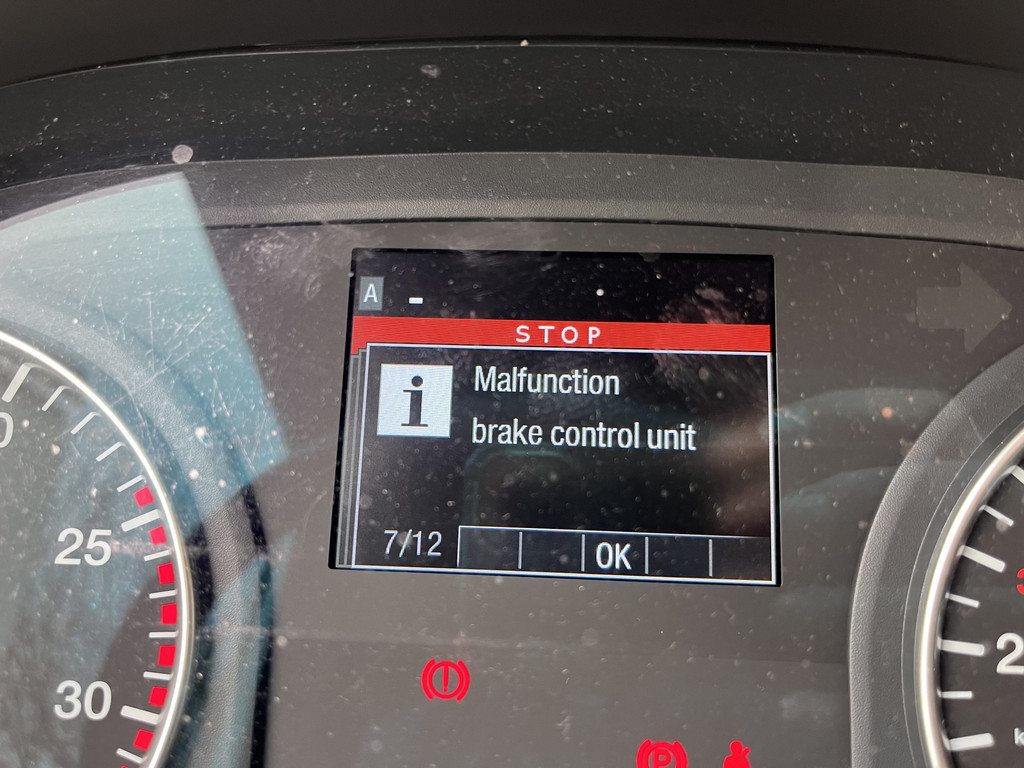 A -
STOP
i Malfunction
brake control unit
7/12 OK
25
30
P